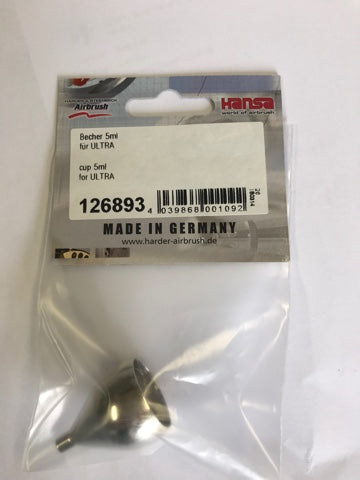 HARDER & STEENBECK
Airbrush
Hansa
world of airbrush
Becher 5ml
für ULTRA
cup 5ml
for ULTRA
126893
4 039868 001092
MADE IN GERMANY
www.harder-airbrush.de